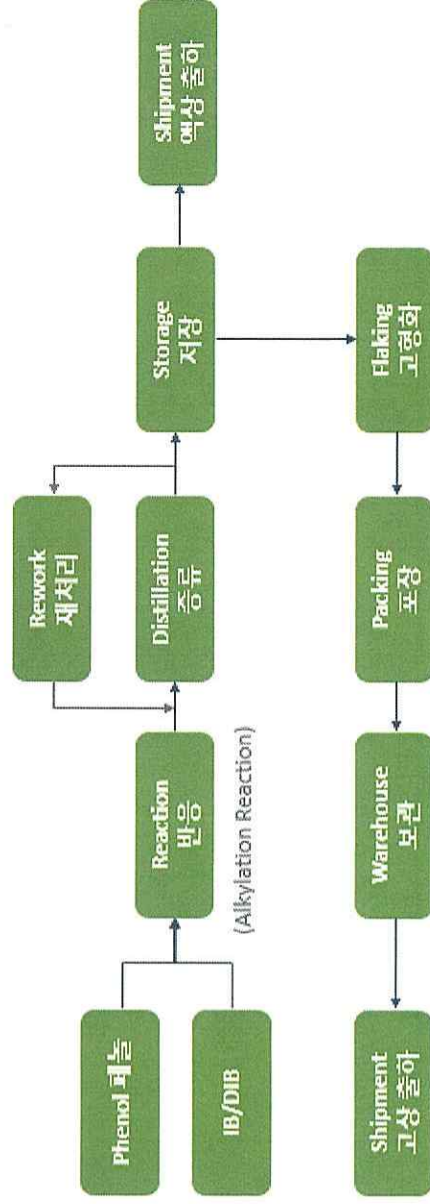 Phenol 페놀
IB/DIB
Reaction
반응
(Alkylation Reaction)
Rework
재처리
Distillation
증류
Storage
저장
Shipment
액상 출하
Flaking
고형화
Packing
포장
Warehouse
보관
Shipment
고상 출하